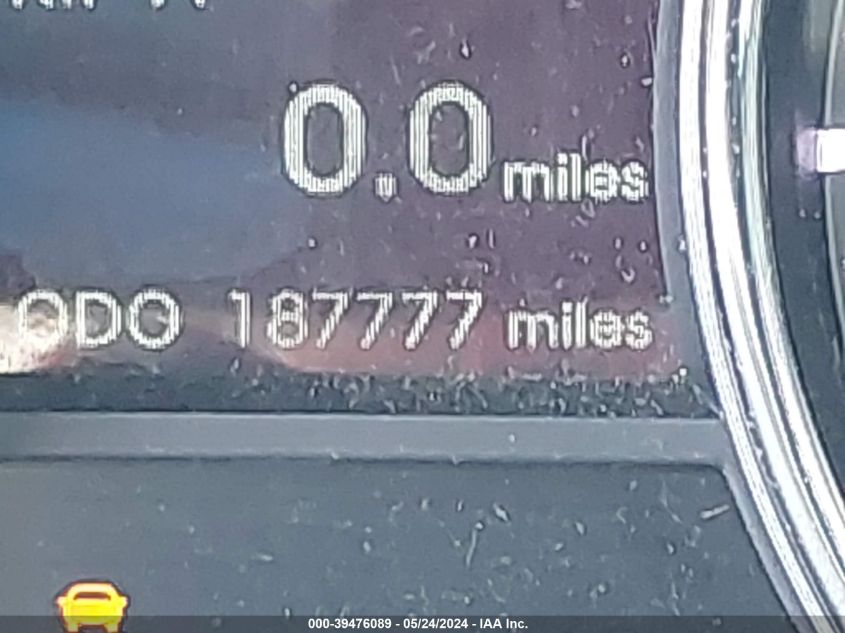 0.0 miles
ODO 187777 miles
000-39476089 - 05/24/2024 - IAA Inc.